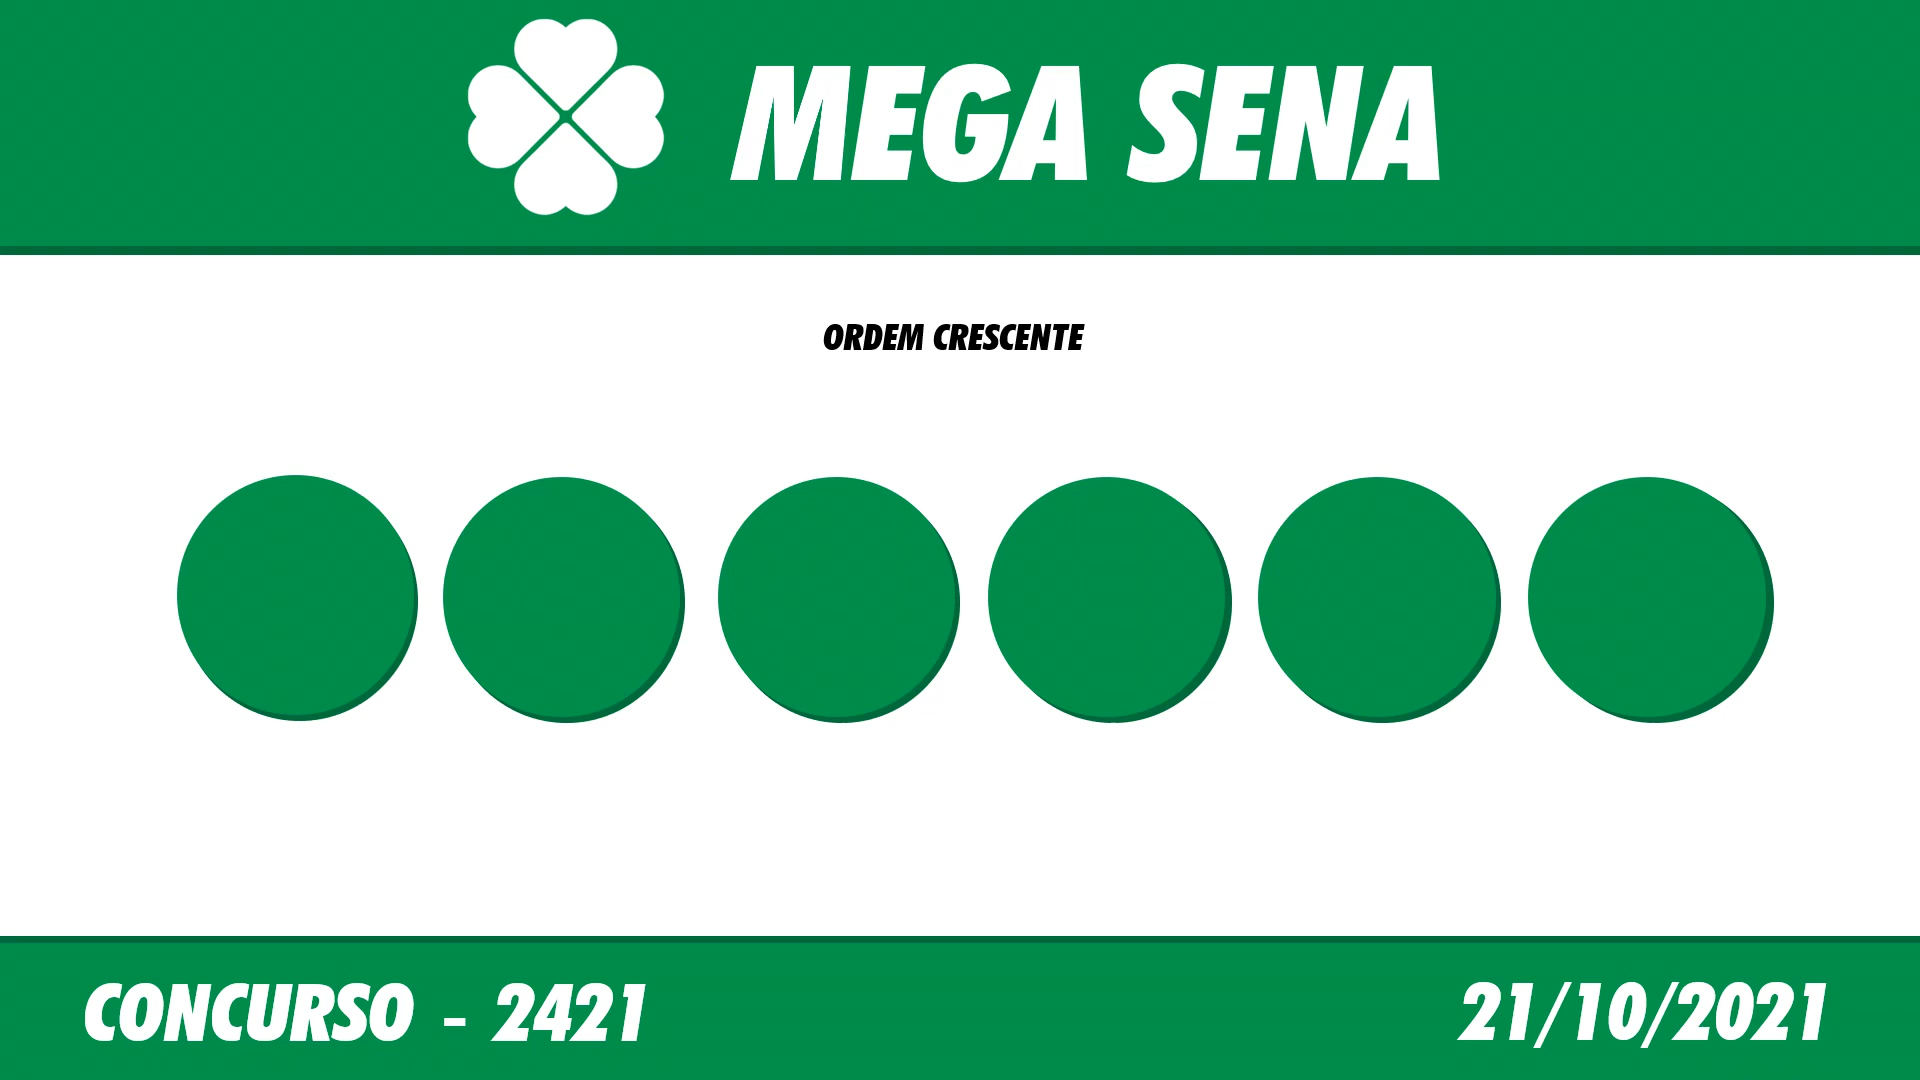 MEGA SENA
ORDEM CRESCENTE
CONCURSO - 2421
21/10/2021